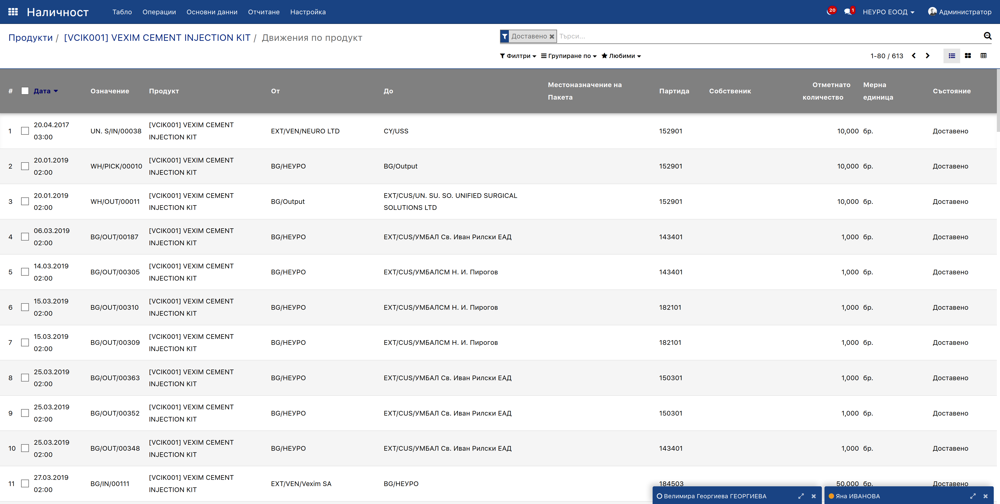 Наличност Табло Операции Основни данни Отчитане Настройка 20 1 НЕУРО ЕООД Администратор
Продукти / [VCIK001] VEXIM CEMENT INJECTION KIT / Движения по продукт
Доставено Търси...
Филтри Групиране по Любими 1-80 / 613
# Дата Означение Продукт От До Местоназначение на Пакета Партида Собственик Отметнато количество Мерна единица Състояние
1 20.04.2017 03:00 UN. S/IN/00038 [VCIK001] VEXIM CEMENT INJECTION KIT EXT/VEN/NEURO LTD CY/USS 152901 10,000 бр. Доставено
2 20.01.2019 02:00 WH/PICK/00010 [VCIK001] VEXIM CEMENT INJECTION KIT BG/НЕУРО BG/Output 152901 10,000 бр. Доставено
3 20.01.2019 02:00 WH/OUT/00011 [VCIK001] VEXIM CEMENT INJECTION KIT BG/Output EXT/CUS/UN. SU. SO. UNIFIED SURGICAL SOLUTIONS LTD 152901 10,000 бр. Доставено
4 06.03.2019 02:00 BG/OUT/00187 [VCIK001] VEXIM CEMENT INJECTION KIT BG/НЕУРО EXT/CUS/УМБАЛ Св. Иван Рилски ЕАД 143401 1,000 бр. Доставено
5 14.03.2019 02:00 BG/OUT/00305 [VCIK001] VEXIM CEMENT INJECTION KIT BG/НЕУРО EXT/CUS/УМБАЛСМ Н. И. Пирогов 143401 1,000 бр. Доставено
6 15.03.2019 02:00 BG/OUT/00310 [VCIK001] VEXIM CEMENT INJECTION KIT BG/НЕУРО EXT/CUS/УМБАЛСМ Н. И. Пирогов 182101 1,000 бр. Доставено
7 15.03.2019 02:00 BG/OUT/00309 [VCIK001] VEXIM CEMENT INJECTION KIT BG/НЕУРО EXT/CUS/УМБАЛСМ Н. И. Пирогов 182101 1,000 бр. Доставено
8 25.03.2019 02:00 BG/OUT/00363 [VCIK001] VEXIM CEMENT INJECTION KIT BG/НЕУРО EXT/CUS/УМБАЛ Св. Иван Рилски ЕАД 150301 1,000 бр. Доставено
9 25.03.2019 02:00 BG/OUT/00352 [VCIK001] VEXIM CEMENT INJECTION KIT BG/НЕУРО EXT/CUS/УМБАЛ Св. Иван Рилски ЕАД 150301 1,000 бр. Доставено
10 25.03.2019 02:00 BG/OUT/00348 [VCIK001] VEXIM CEMENT INJECTION KIT BG/НЕУРО EXT/CUS/УМБАЛ Св. Иван Рилски ЕАД 143401 1,000 бр. Доставено
11 27.03.2019 02:00 BG/IN/00111 [VCIK001] VEXIM CEMENT INJECTION KIT EXT/VEN/Vexim SA BG/НЕУРО 184503 50,000 бр. Доставено
Велимира Георгиева ГЕОРГИЕВА Яна ИВАНОВА